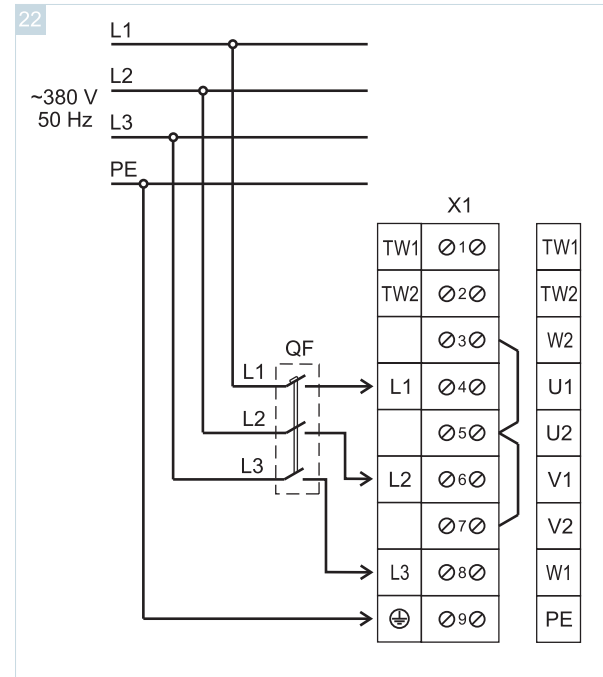 22
L1
L2
~380 V
50 Hz
L3
PE
X1
TW1 1 TW1
TW2 2 TW2
3 W2
QF
L1 L1 4 U1
L2 5 U2
L3 L2 6 V1
7 V2
L3 8 W1
9 PE